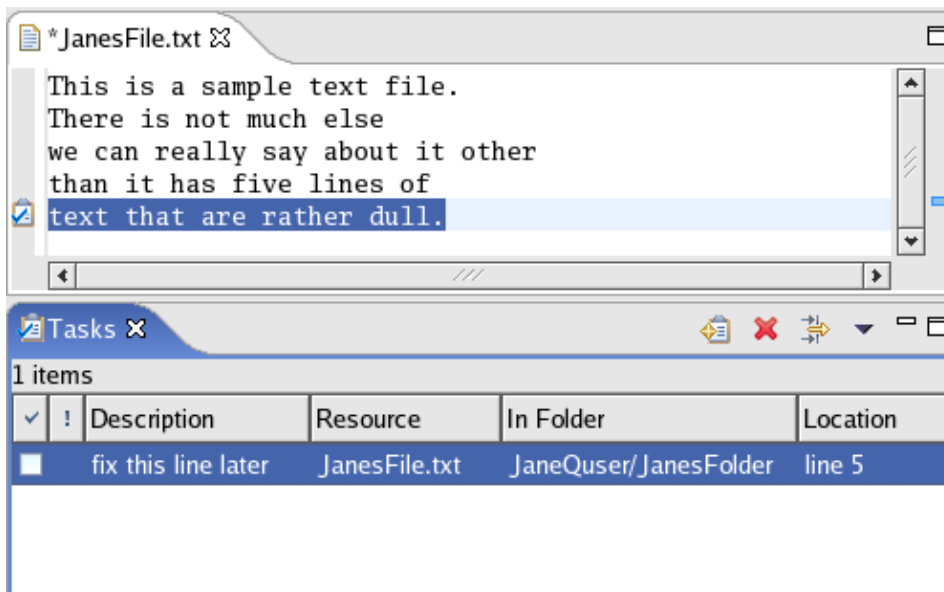 *JanesFile.txt
This is a sample text file.
There is not much else
we can really say about it other
than it has five lines of
text that are rather dull.
Tasks
1 items
! Description Resource In Folder Location
fix this line later JanesFile.txt JaneQuser/JanesFolder line 5